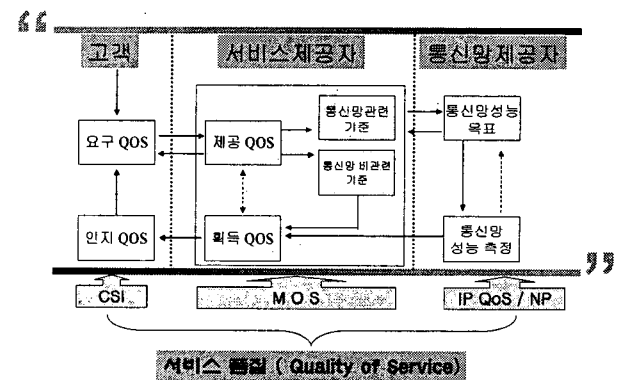 “
고객 서비스제공자 통신망제공자
요구 QOS
제공 QOS
통신망관련
기준
통신망 비관련
기준
통신망성능
목표
인지 QOS
획득 QOS
통신망
성능 측정
”
CSI M O S IP QoS / NP
서비스 품질 ( Quality of Service)